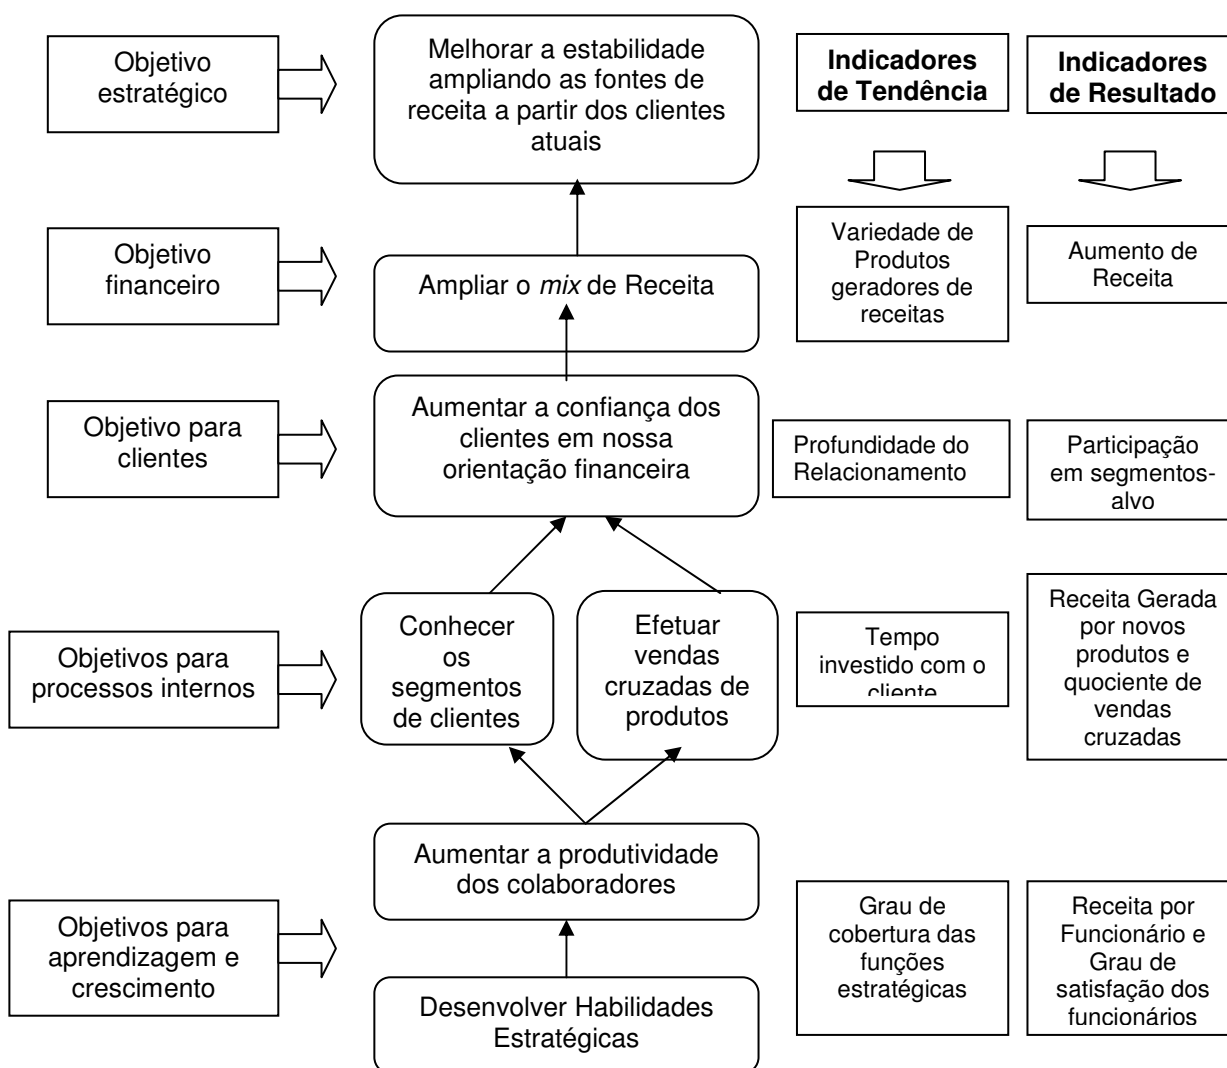 Objetivo
estratégico
Melhorar a estabilidade
ampliando as fontes de
receita a partir dos clientes
atuais
Indicadores
de Tendência
Indicadores
de Resultado
Objetivo
financeiro
Ampliar o mix de Receita
Variedade de
Produtos
geradores de
receitas
Aumento de
Receita
Objetivo para
clientes
Aumentar a confiança dos
clientes em nossa
orientação financeira
Profundidade do
Relacionamento
Participação
em segmentos-
alvo
Objetivos para
processos internos
Conhecer
os
segmentos
de clientes
Efetuar
vendas
cruzadas de
produtos
Tempo
investido com o
cliente
Receita Gerada
por novos
produtos e
quociente de
vendas
cruzadas
Objetivos para
aprendizagem e
crescimento
Aumentar a produtividade
dos colaboradores
Desenvolver Habilidades
Estratégicas
Grau de
cobertura das
funções
estratégicas
Receita por
Funcionário e
Grau de
satisfação dos
funcionários